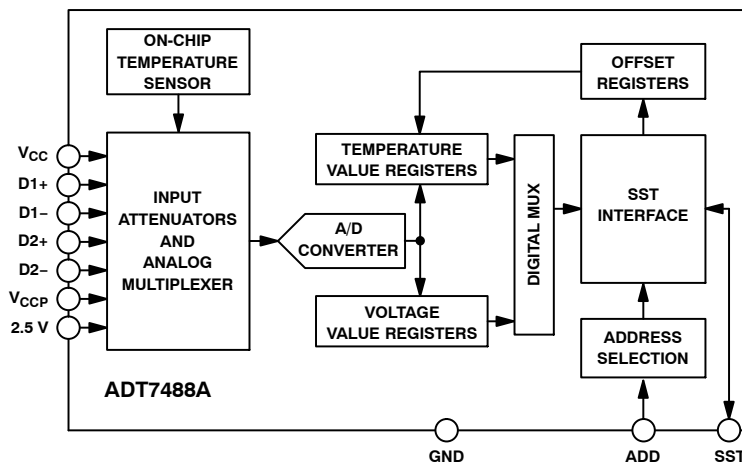 ON-CHIP
TEMPERATURE
SENSOR
OFFSET
REGISTERS
VCC
D1+
D1−
D2+
D2−
VCCP
2.5 V
INPUT
ATTENUATORS
AND
ANALOG
MULTIPLEXER
A/D
CONVERTER
TEMPERATURE
VALUE REGISTERS
VOLTAGE
VALUE REGISTERS
DIGITAL MUX
SST
INTERFACE
ADDRESS
SELECTION
ADT7488A
GND
ADD
SST